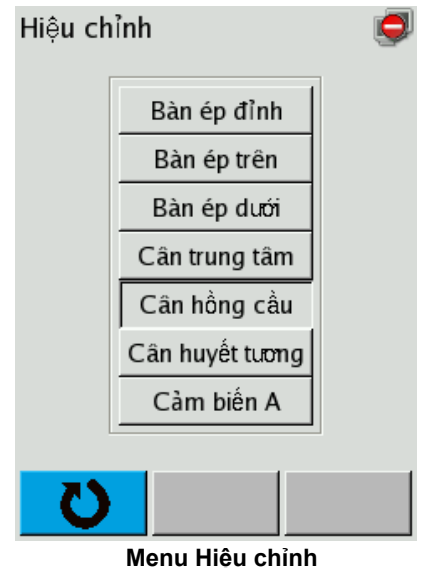 Hiệu chỉnh
Bàn ép đỉnh
Bàn ép trên
Bàn ép dưới
Cân trung tâm
Cân hồng cầu
Cân huyết tương
Cảm biến A
Menu Hiệu chỉnh